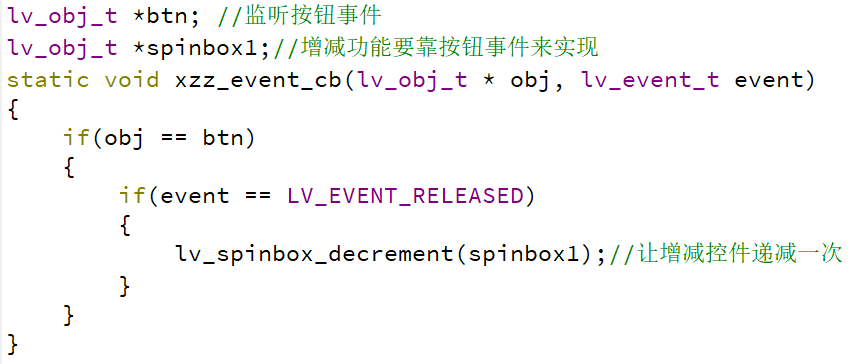 lv_obj_t *btn; //监听按钮事件
lv_obj_t *spinbox1;//增减功能要靠按钮事件来实现
static void xzz_event_cb(lv_obj_t * obj, lv_event_t event)
{
    if(obj == btn)
    {
        if(event == LV_EVENT_RELEASED)
        {
            lv_spinbox_decrement(spinbox1);//让增减控件递减一次
        }
    }
}